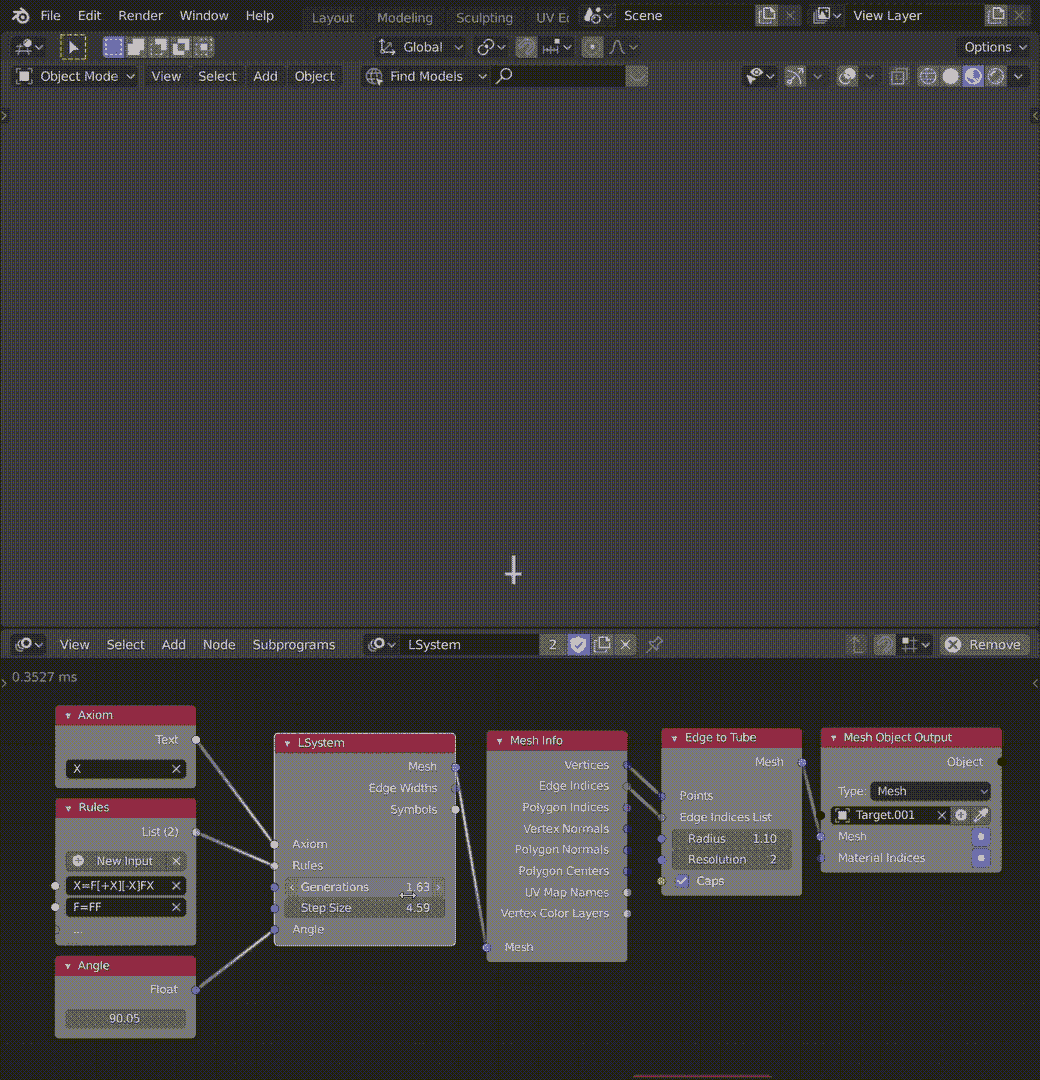 File Edit Render Window Help Layout Modeling Sculpting UV Ec Scene View Layer
Global Options
Object Mode View Select Add Object Find Models
View Select Add Node Subprograms LSystem 2 Remove
0.3527 ms
Axiom
Text
X
Rules
List (2)
New Input
X=F[+X][-X]FX
F=FF
...
Angle
Float
90.05
LSystem
Mesh
Edge Widths
Symbols
Axiom
Rules
Generations 1.63
Step Size 4.59
Angle
Mesh Info
Vertices
Edge Indices
Polygon Indices
Vertex Normals
Polygon Normals
Polygon Centers
UV Map Names
Vertex Color Layers
Mesh
Edge to Tube
Mesh
Points
Edge Indices List
Radius 1.10
Resolution 2
Caps
Mesh Object Output
Object
Type: Mesh
Target.001
Mesh
Material Indices